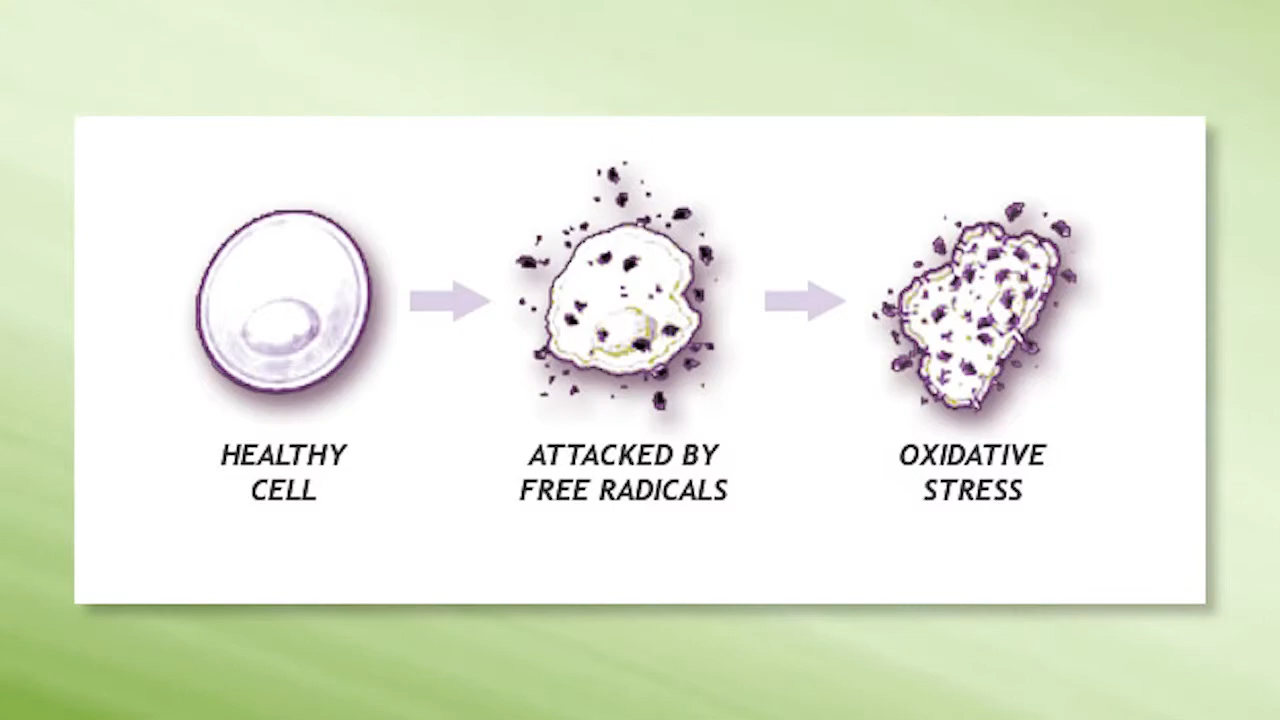 HEALTHY
CELL
ATTACKED BY
FREE RADICALS
OXIDATIVE
STRESS